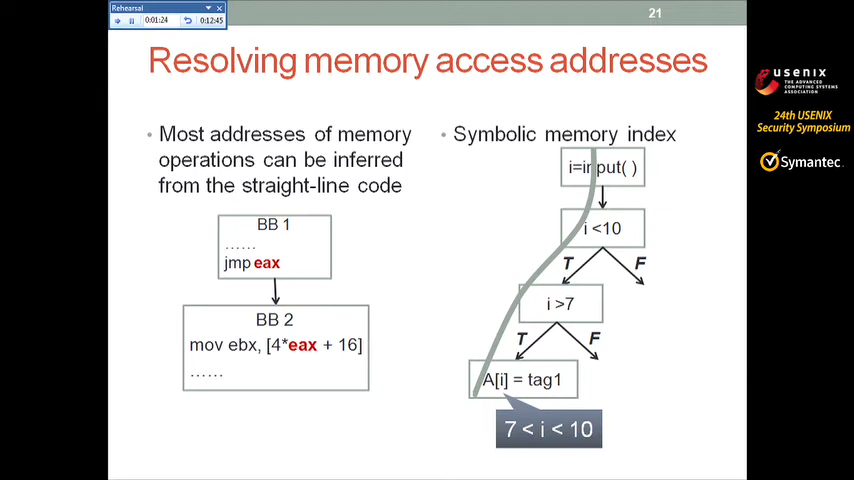 Rehearsal
0:01:24
0:12:45
21
Resolving memory access addresses
• Most addresses of memory
operations can be inferred
from the straight-line code
BB 1
......
jmp eax
BB 2
mov ebx, [4*eax + 16]
......
• Symbolic memory index
i=input( )
i <10
T
F
i >7
T
F
A[i] = tag1
7 < i < 10
usenix
THE ADVANCED
COMPUTING SYSTEMS
ASSOCIATION
24th USENIX
Security Symposium
Symantec.